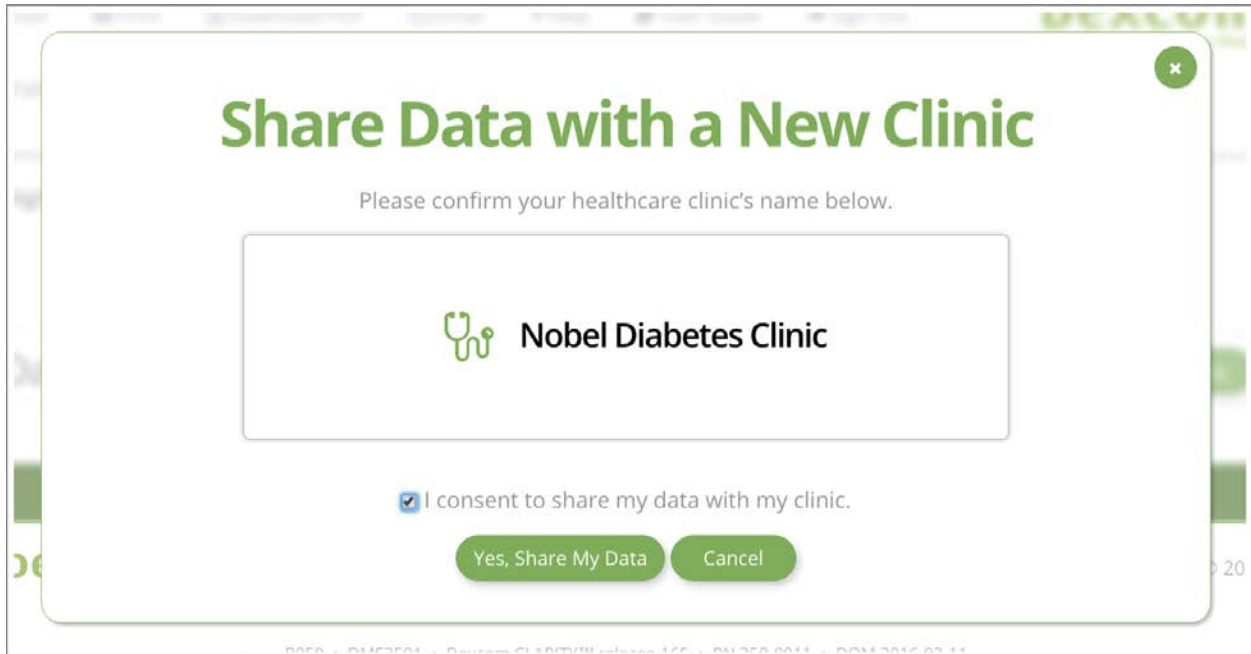 Share Data with a New Clinic
Please confirm your healthcare clinic's name below.
Nobel Diabetes Clinic
I consent to share my data with my clinic.
Yes, Share My Data
Cancel
20